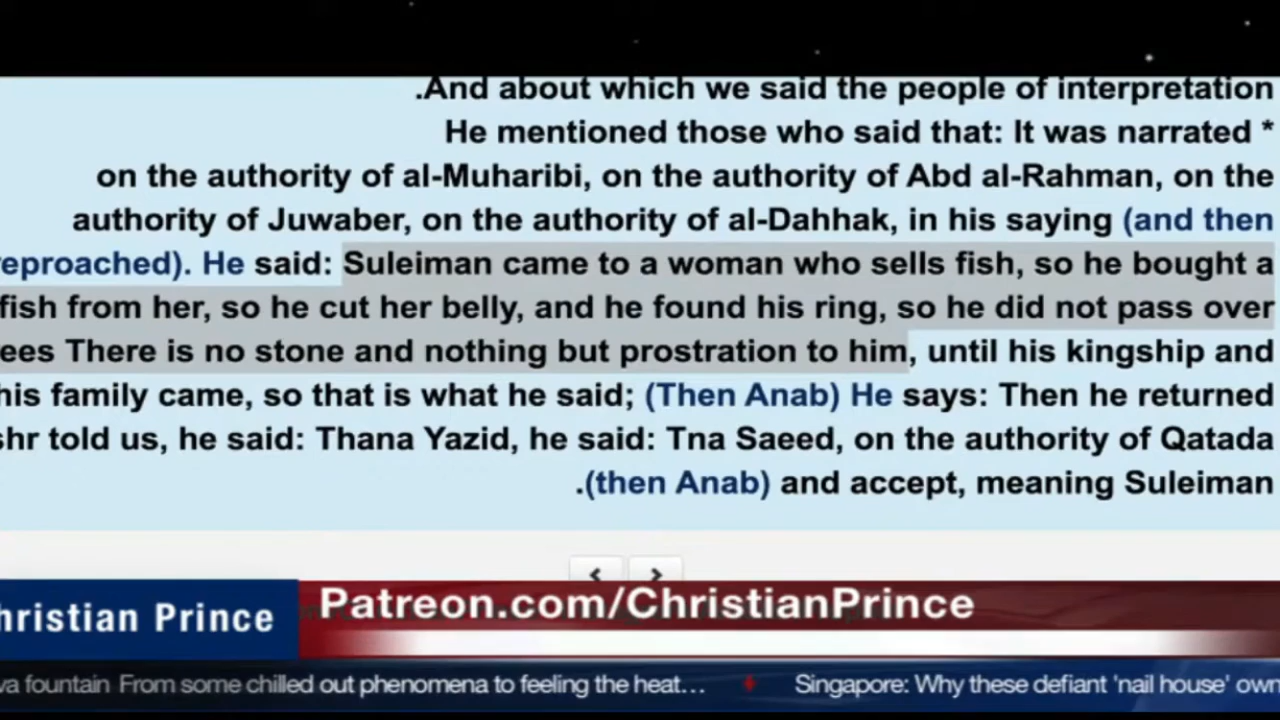 .And about which we said the people of interpretation
He mentioned those who said that: It was narrated *
on the authority of al-Muharibi, on the authority of Abd al-Rahman, on the
authority of Juwaber, on the authority of al-Dahhak, in his saying (and then
reproached). He said: Suleiman came to a woman who sells fish, so he bought a
fish from her, so he cut her belly, and he found his ring, so he did not pass over
ees There is no stone and nothing but prostration to him, until his kingship and
his family came, so that is what he said; (Then Anab) He says: Then he returned
shr told us, he said: Thana Yazid, he said: Tna Saeed, on the authority of Qatada
.(then Anab) and accept, meaning Suleiman
hristian Prince
Patreon.com/ChristianPrince
va fountain From some chilled out phenomena to feeling the heat… Singapore: Why these defiant 'nail house' own